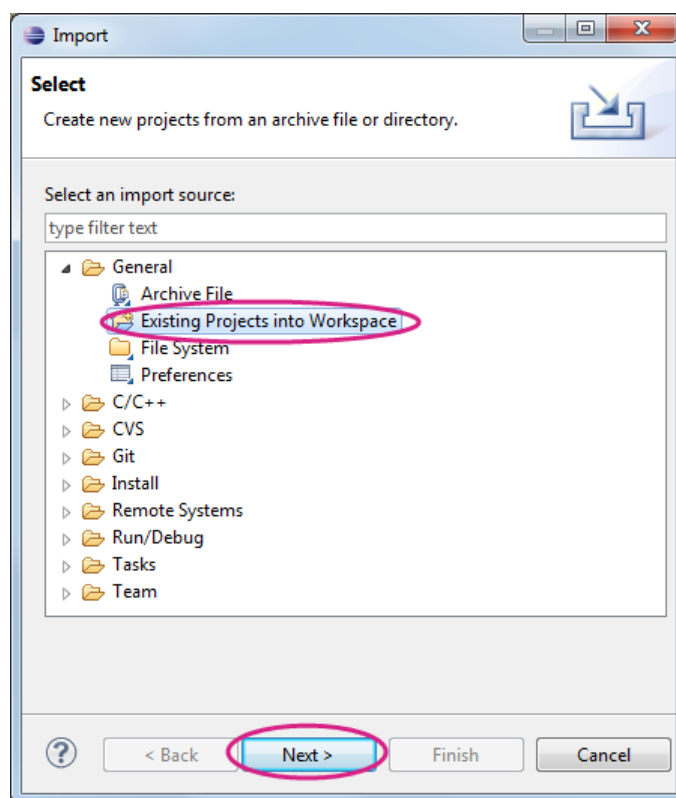 Import
Select
Create new projects from an archive file or directory.
Select an import source:
type filter text
General
Archive File
Existing Projects into Workspace
File System
Preferences
C/C++
CVS
Git
Install
Remote Systems
Run/Debug
Tasks
Team
? < Back Next > Finish Cancel